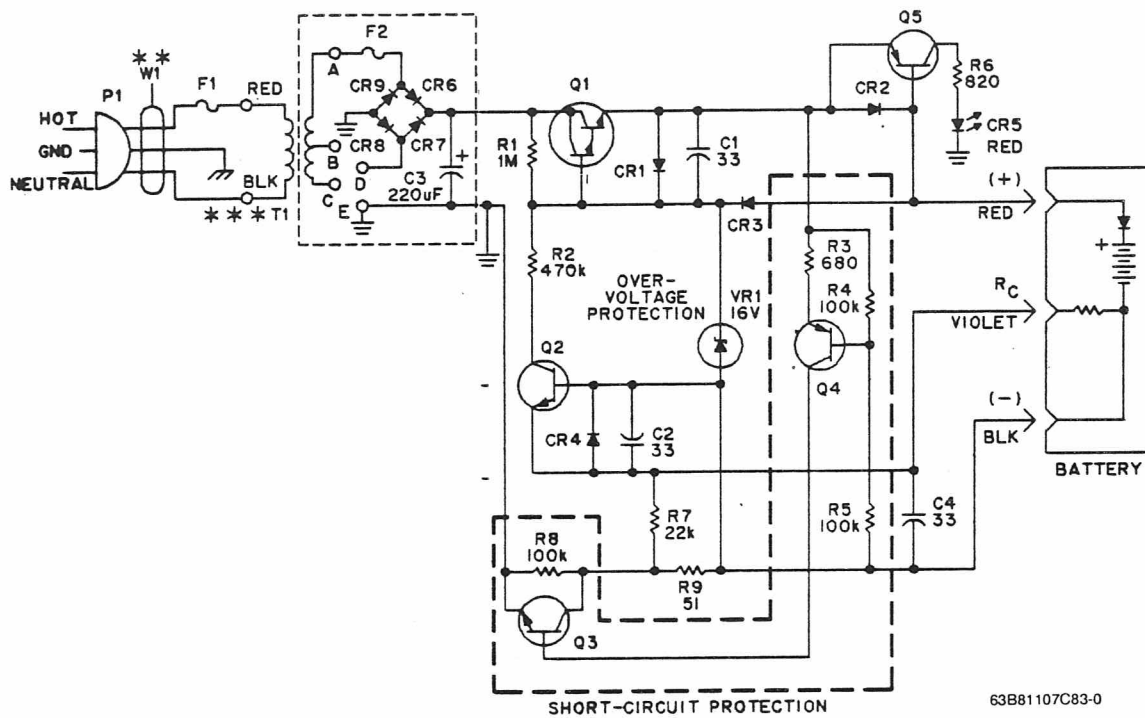 Q5
F2
R6
820
* *
W1
A
P1
F1
RED
CR9
CR6
Q1
CR2
HOT
CR5
RED
GND
CR8
CR7
R1
1M
C1
33
CR1
B
NEUTRAL
BLK
D
C3
220uF
+
C
* * * T1
E
(+)
RED
CR3
R3
680
+
R2
470k
OVER-
VOLTAGE
PROTECTION
R4
100k
RC
VIOLET
VR1
16V
Q2
Q4
(-)
BLK
CR4
C2
33
BATTERY
R7
22k
R5
100k
C4
33
R8
100k
R9
51
Q3
SHORT-CIRCUIT PROTECTION
63B81107C83-0